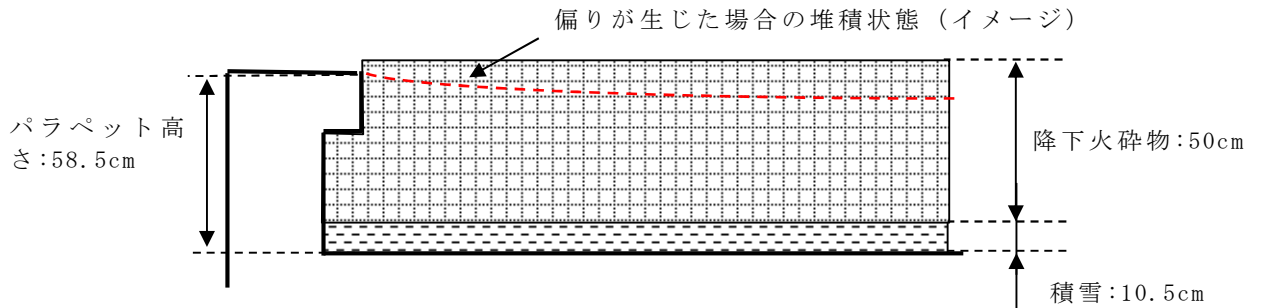 偏りが生じた場合の堆積状態（イメージ）
パラペット高
さ:58.5cm
降下火砕物:50cm
積雪:10.5cm